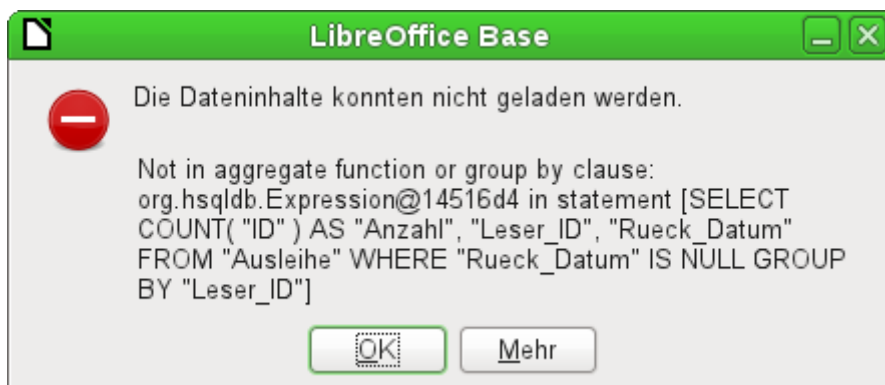 LibreOffice Base
Die Dateninhalte konnten nicht geladen werden.
Not in aggregate function or group by clause:
org.hsqldb.Expression@14516d4 in statement [SELECT
COUNT( "ID" ) AS "Anzahl", "Leser_ID", "Rueck_Datum"
FROM "Ausleihe" WHERE "Rueck_Datum" IS NULL GROUP
BY "Leser_ID"]
OK
Mehr